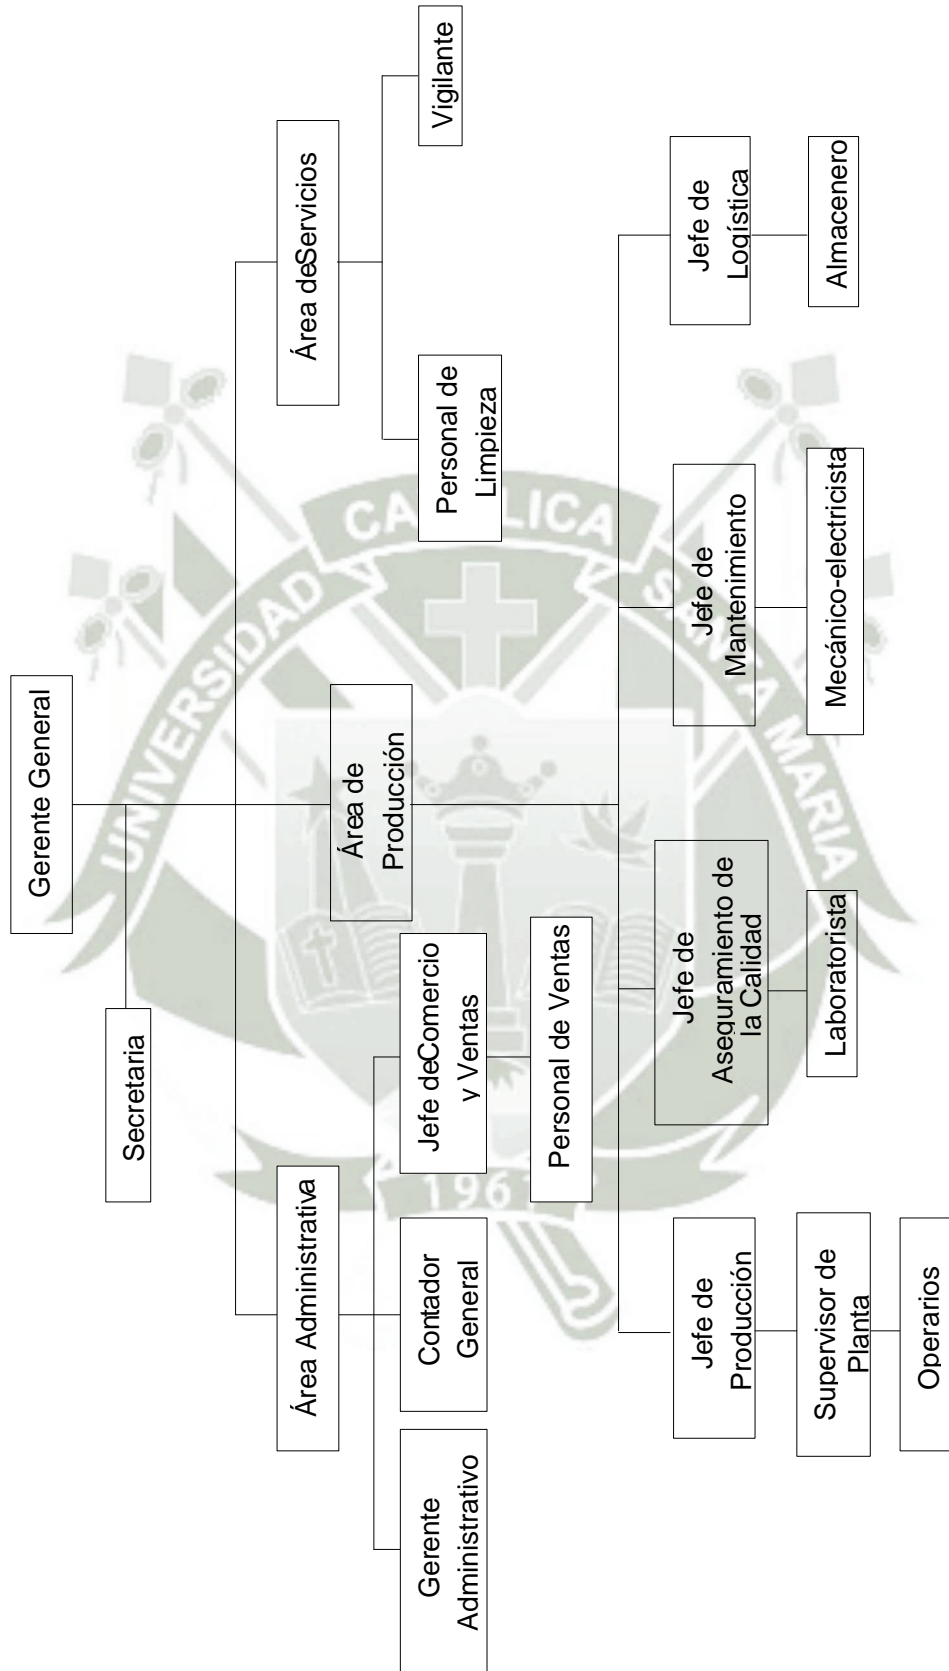 Gerente General
Secretaria
Área Administrativa
Área de
Producción
Área deServicios
Gerente
Administrativo
Contador
General
Jefe deComercio
y Ventas
Personal de Ventas
Personal de
Limpieza
Vigilante
Jefe de
Producción
Jefe de
Aseguramiento de
la Calidad
Jefe de
Mantenimiento
Jefe de
Logística
Supervisor de
Planta
Laboratorista
Mecánico-electricista
Almacenero
Operarios
UNIVERSIDAD
CATÓLICA
SANTA MARIA